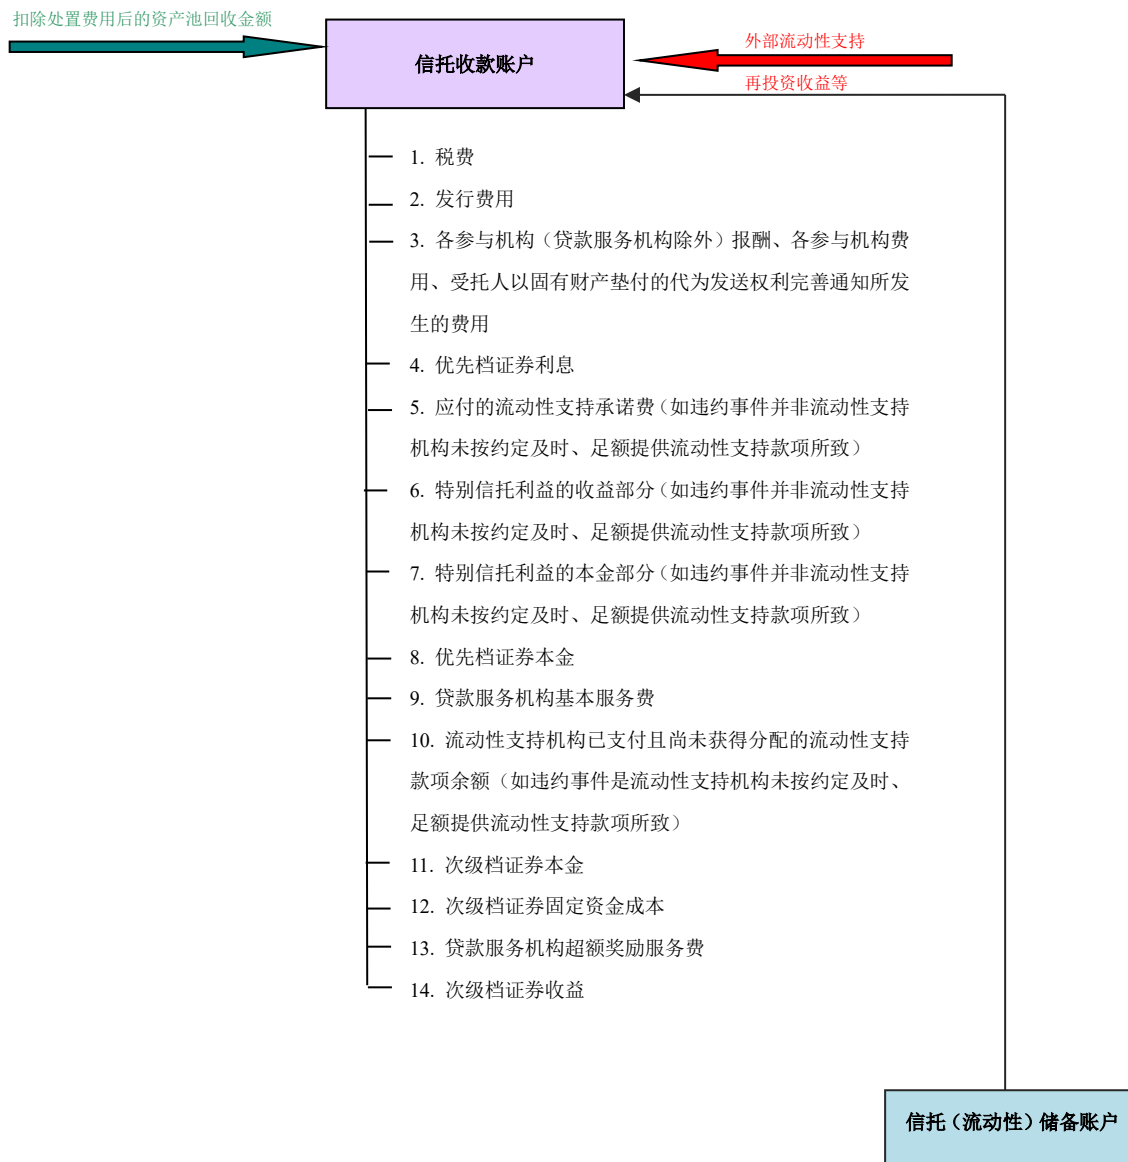 扣除处置费用后的资产池回收金额
信托收款账户
外部流动性支持
再投资收益等
1. 税费
2. 发行费用
3. 各参与机构（贷款服务机构除外）报酬、各参与机构费
用、受托人以固有财产垫付的代为发送权利完善通知所发
生的费用
4. 优先档证券利息
5. 应付的流动性支持承诺费（如违约事件并非流动性支持
机构未按约定及时、足额提供流动性支持款项所致）
6. 特别信托利益的收益部分（如违约事件并非流动性支持
机构未按约定及时、足额提供流动性支持款项所致）
7. 特别信托利益的本金部分（如违约事件并非流动性支持
机构未按约定及时、足额提供流动性支持款项所致）
8. 优先档证券本金
9. 贷款服务机构基本服务费
10. 流动性支持机构已支付且尚未获得分配的流动性支持
款项余额（如违约事件是流动性支持机构未按约定及时、
足额提供流动性支持款项所致）
11. 次级档证券本金
12. 次级档证券固定资金成本
13. 贷款服务机构超额奖励服务费
14. 次级档证券收益
信托（流动性）储备账户